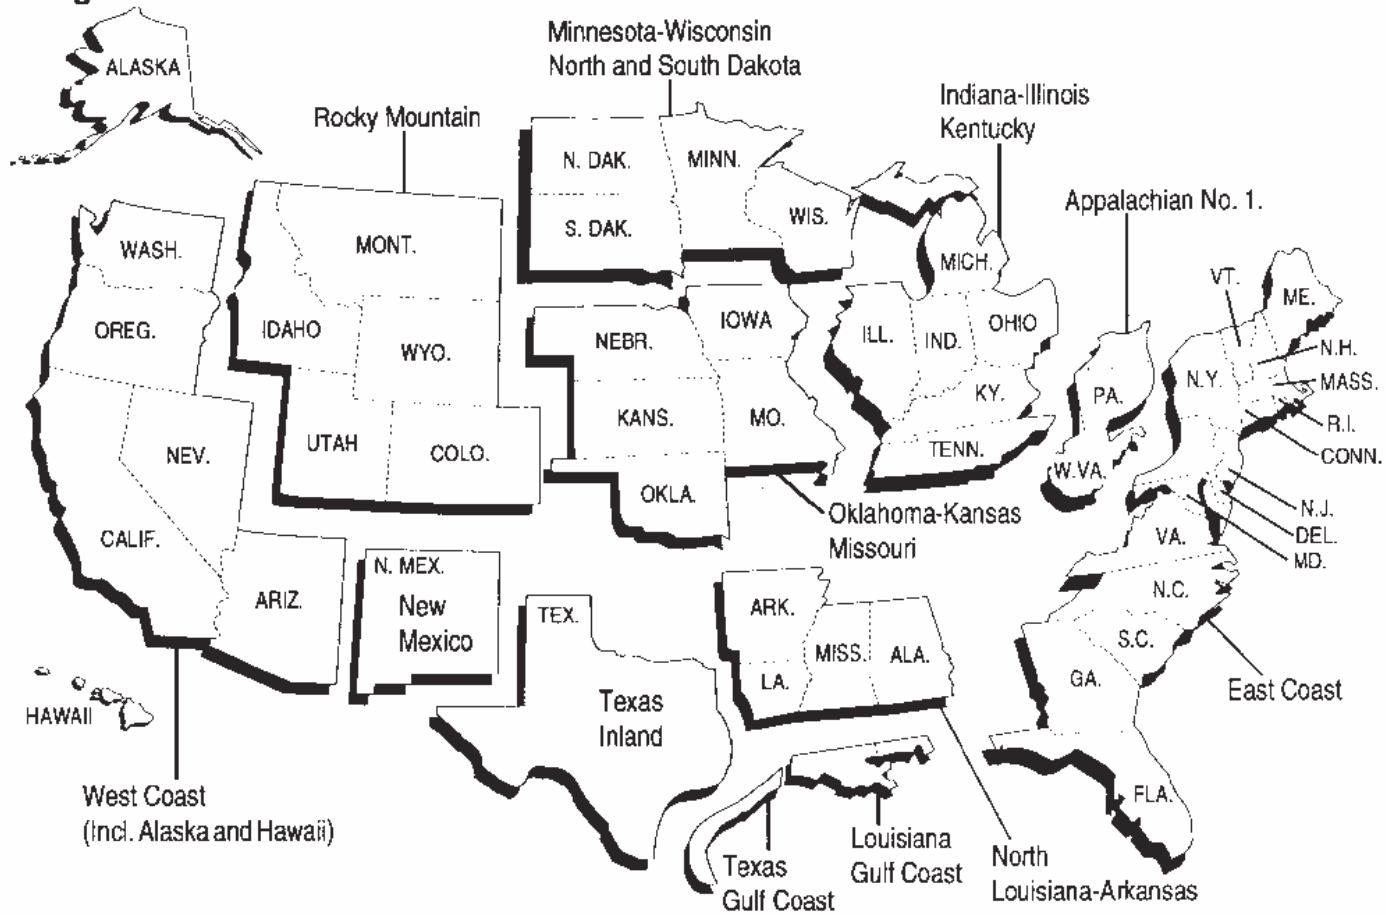 Minnesota-Wisconsin
North and South Dakota
ALASKA
Indiana-Illinois
Kentucky
Rocky Mountain
N. DAK.
MINN.
Appalachian No. 1.
S. DAK.
WIS.
WASH.
MONT.
MICH.
VT.
ME.
OREG.
IDAHO
WYO.
NEBR.
IOWA
ILL.
IND.
OHIO
N.H.
N.Y.
MASS.
PA.
KY.
KANS.
MO.
R.I.
NEV.
UTAH
COLO.
TENN.
CONN.
W.VA.
OKLA.
N.J.
Oklahoma-Kansas
Missouri
DEL.
CALIF.
VA.
MD.
N. MEX.
New
Mexico
ARIZ.
TEX.
ARK.
N.C.
S.C.
MISS.
ALA.
LA.
GA.
East Coast
HAWAII
Texas
Inland
West Coast
(Incl. Alaska and Hawaii)
FLA.
Louisiana
Gulf Coast
Texas
Gulf Coast
North
Louisiana-Arkansas